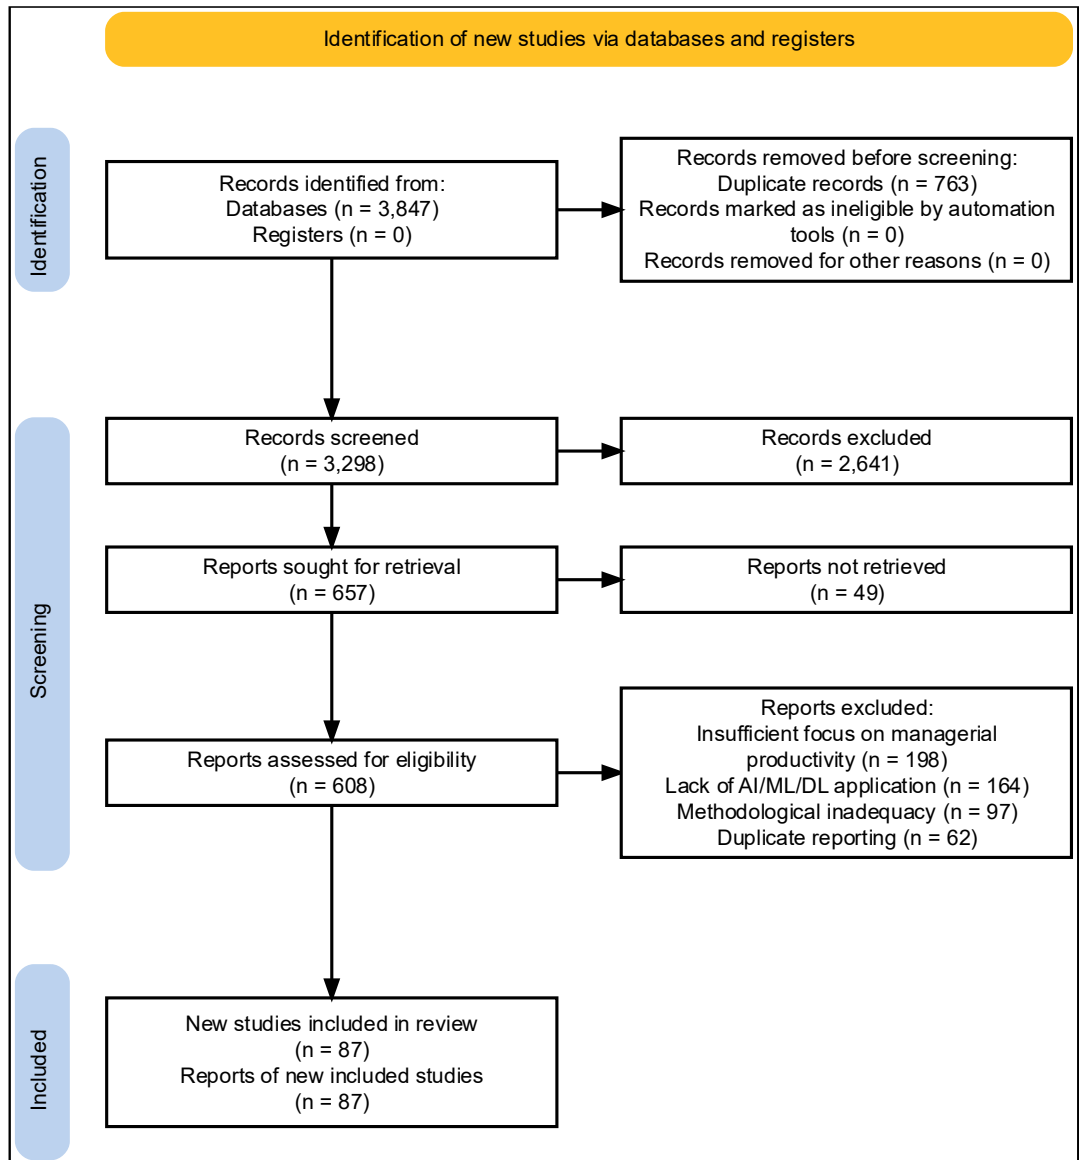 Identification of new studies via databases and registers
Identification
Records identified from:
Databases (n = 3,847)
Registers (n = 0)
Records removed before screening:
Duplicate records (n = 763)
Records marked as ineligible by automation
tools (n = 0)
Records removed for other reasons (n = 0)
Screening
Records screened
(n = 3,298)
Records excluded
(n = 2,641)
Reports sought for retrieval
(n = 657)
Reports not retrieved
(n = 49)
Reports assessed for eligibility
(n = 608)
Reports excluded:
Insufficient focus on managerial
productivity (n = 198)
Lack of AI/ML/DL application (n = 164)
Methodological inadequacy (n = 97)
Duplicate reporting (n = 62)
Included
New studies included in review
(n = 87)
Reports of new included studies
(n = 87)